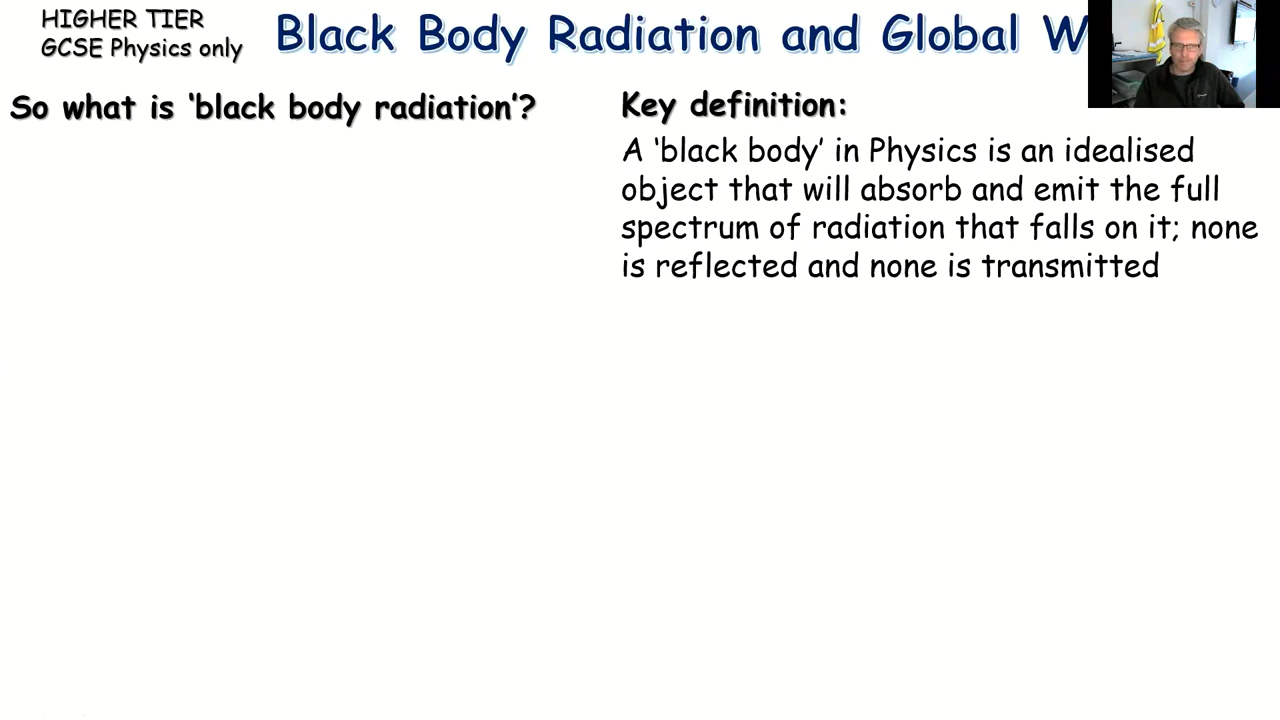 HIGHER TIER
GCSE Physics only
Black Body Radiation and Global W
So what is ‘black body radiation’?
Key definition:
A ‘black body’ in Physics is an idealised
object that will absorb and emit the full
spectrum of radiation that falls on it; none
is reflected and none is transmitted